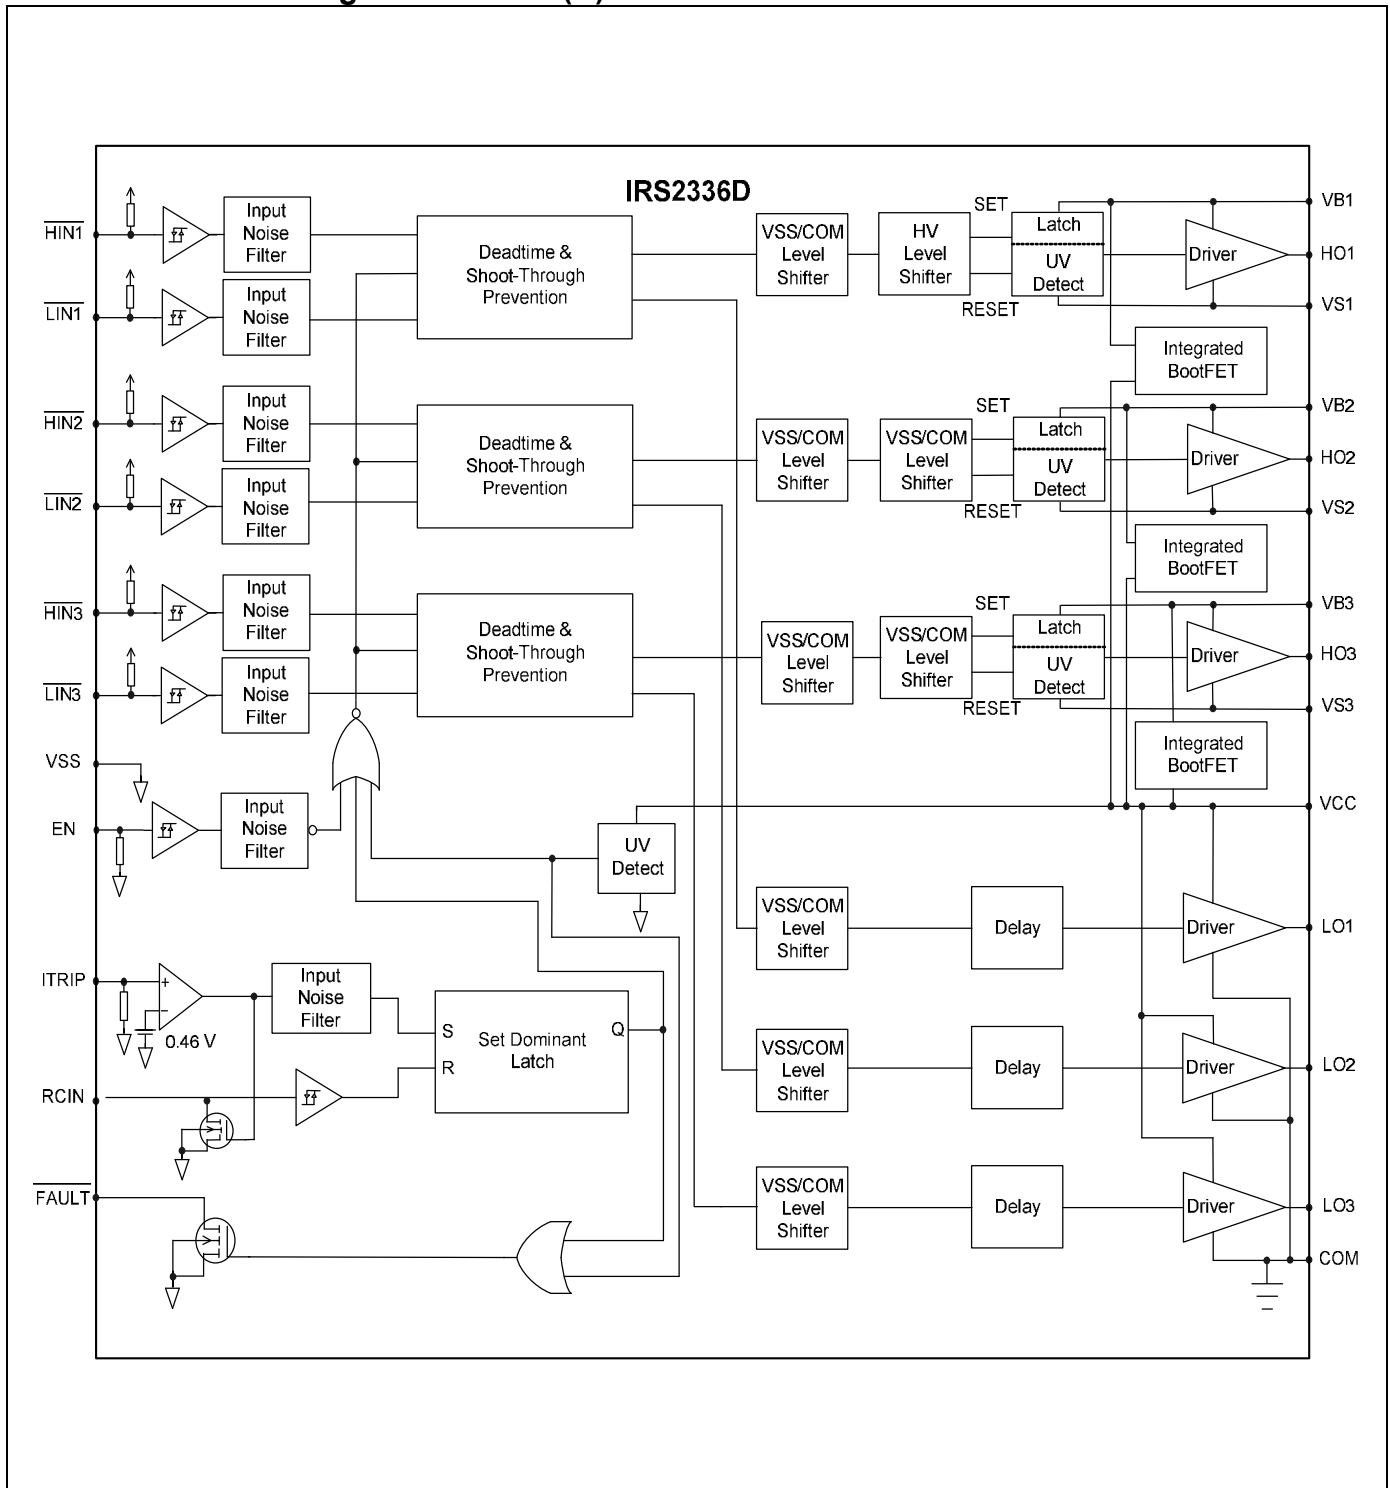 IRS2336D
HIN1
Input
Noise
Filter
LIN1
Input
Noise
Filter
Deadtime &
Shoot-Through
Prevention
VSS/COM
Level
Shifter
HV
Level
Shifter
SET
RESET
Latch
UV
Detect
Driver
VB1
HO1
VS1
Integrated
BootFET
HIN2
Input
Noise
Filter
LIN2
Input
Noise
Filter
Deadtime &
Shoot-Through
Prevention
VSS/COM
Level
Shifter
VSS/COM
Level
Shifter
SET
RESET
Latch
UV
Detect
Driver
VB2
HO2
VS2
Integrated
BootFET
HIN3
Input
Noise
Filter
LIN3
Input
Noise
Filter
Deadtime &
Shoot-Through
Prevention
VSS/COM
Level
Shifter
VSS/COM
Level
Shifter
SET
RESET
Latch
UV
Detect
Driver
VB3
HO3
VS3
Integrated
BootFET
VSS
EN
Input
Noise
Filter
UV
Detect
VCC
VSS/COM
Level
Shifter
Delay
Driver
LO1
ITRIP
+
-
0.46 V
Input
Noise
Filter
S
R
Q
Set Dominant
Latch
RCIN
VSS/COM
Level
Shifter
Delay
Driver
LO2
FAULT
VSS/COM
Level
Shifter
Delay
Driver
LO3
COM